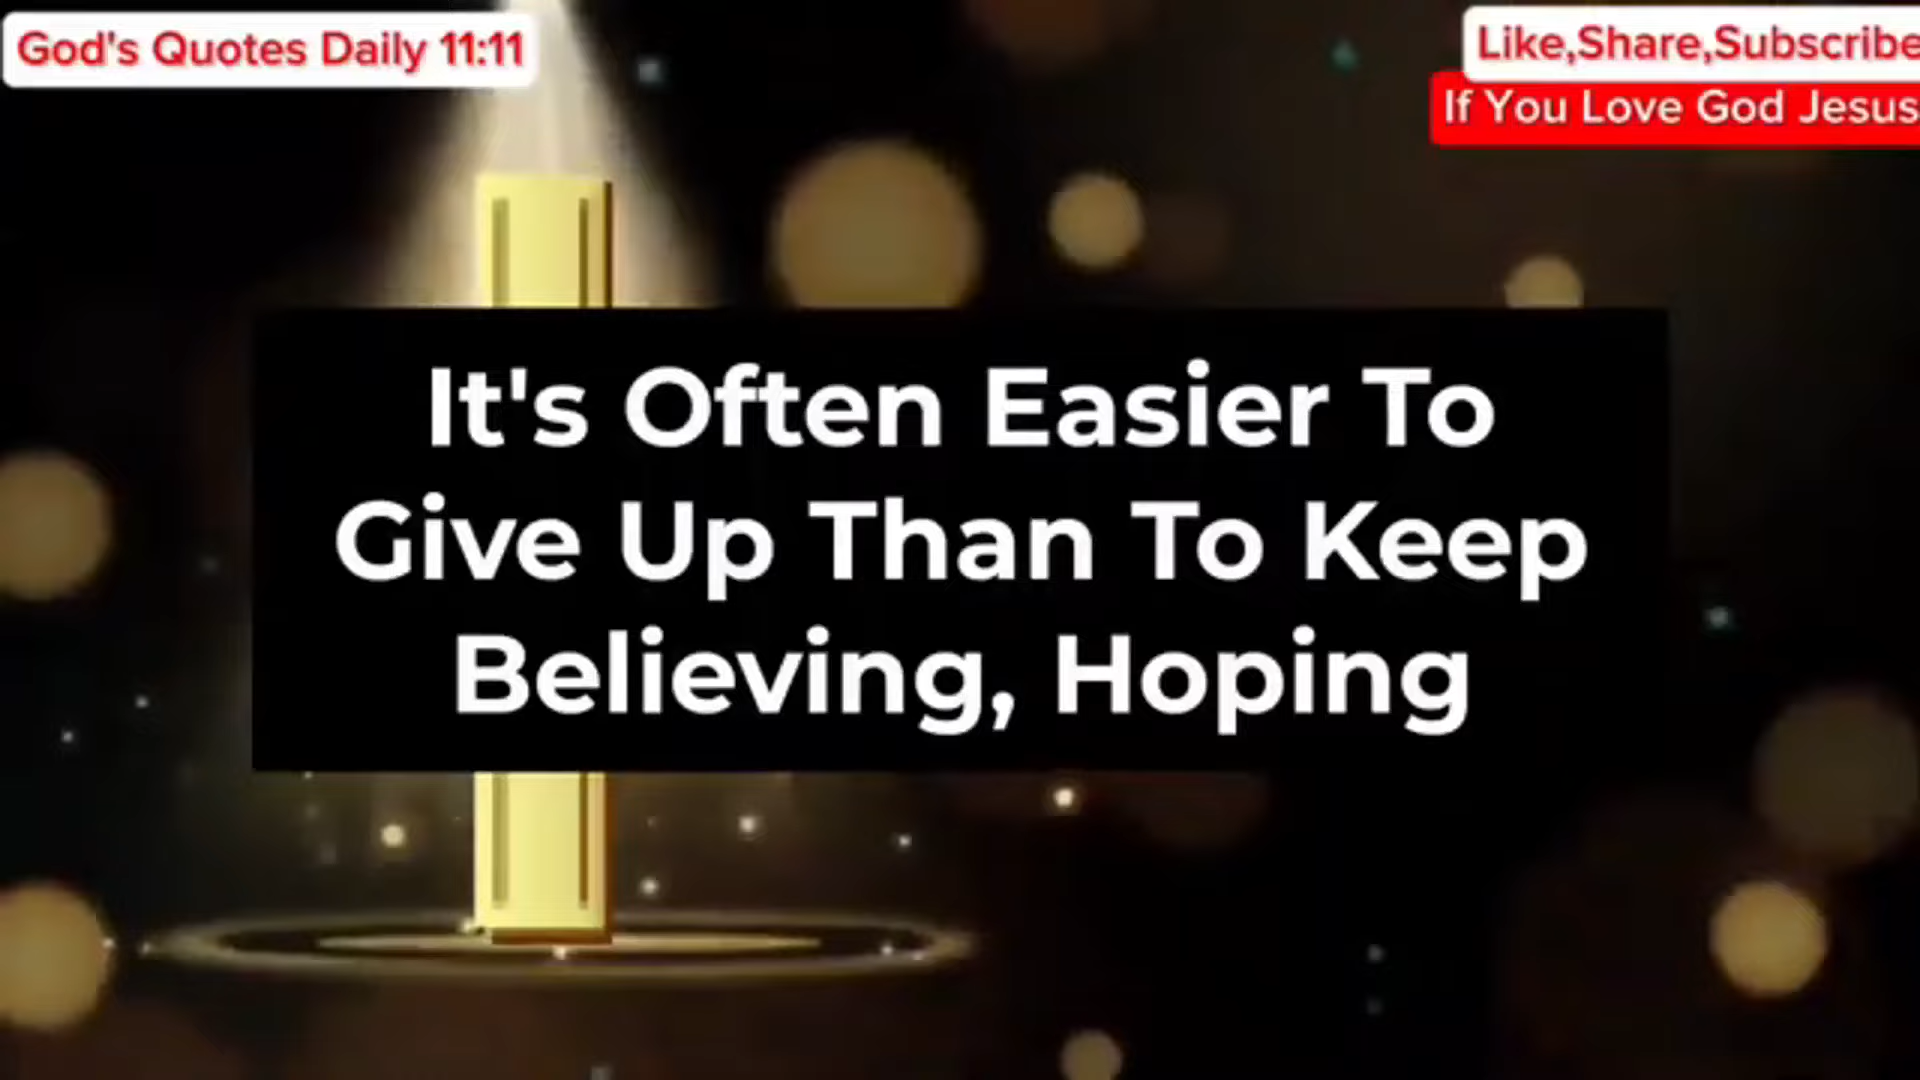 God's Quotes Daily 11:11
Like,Share,Subscribe
If You Love God Jesus
It's Often Easier To
Give Up Than To Keep
Believing, Hoping